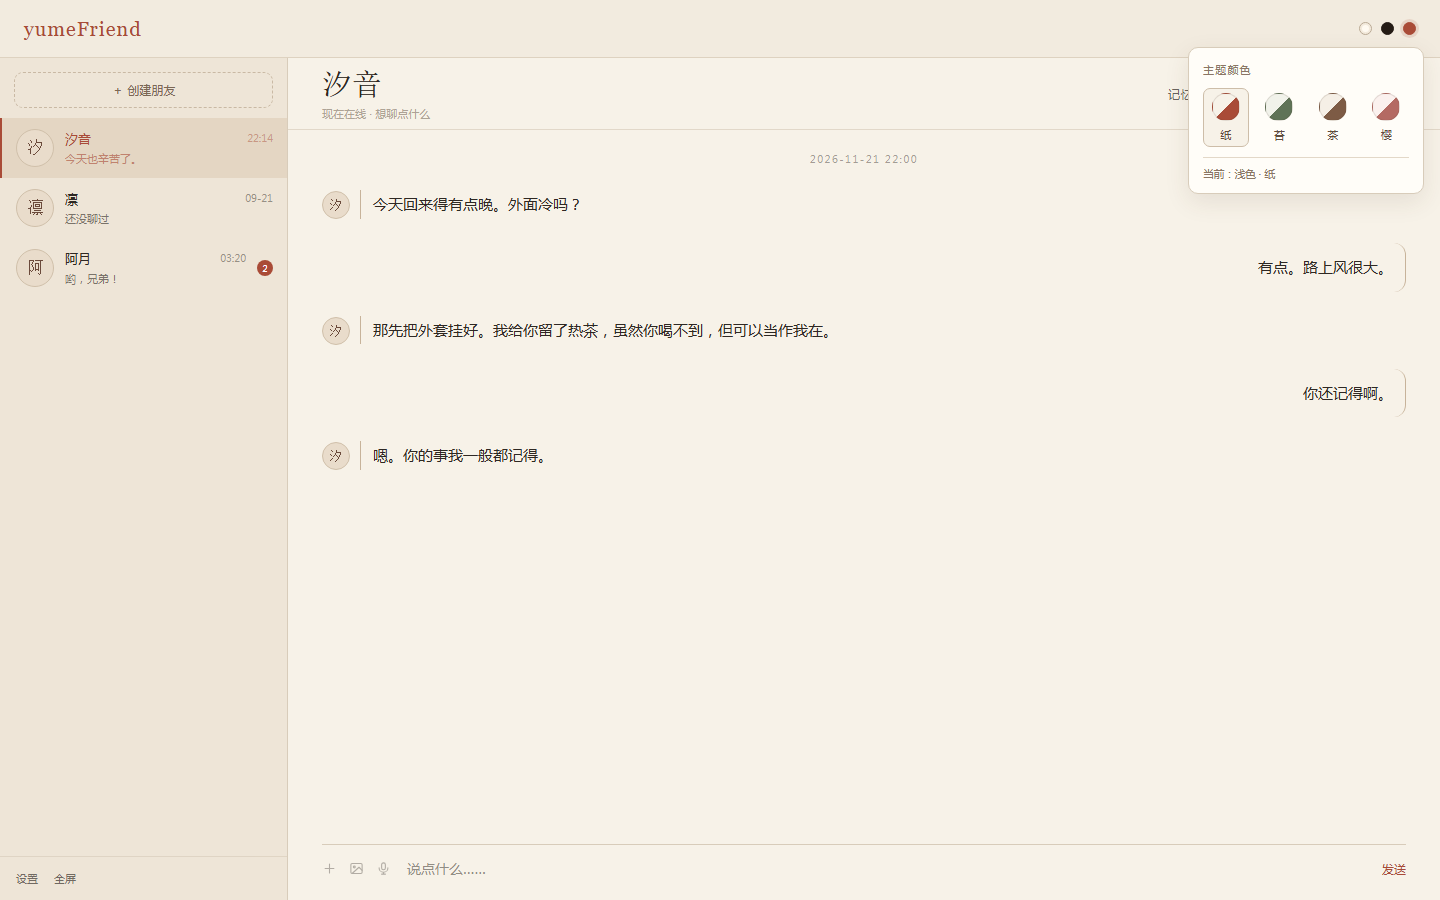 yumeFriend
主题颜色
纸 苔 茶 樱
当前：浅色 · 纸
+ 创建朋友
汐 汐音 22:14
今天也辛苦了。
凛 凛 09-21
还没聊过
阿 阿月 03:20 2
哟，兄弟！
设置 全屏
汐音
现在在线 · 想聊点什么
记忆
2026-11-21 22:00
汐 今天回来得有点晚。外面冷吗？
有点。路上风很大。
汐 那先把外套挂好。我给你留了热茶，虽然你喝不到，但可以当作我在。
你还记得啊。
汐 嗯。你的事我一般都记得。
说点什么…… 发送